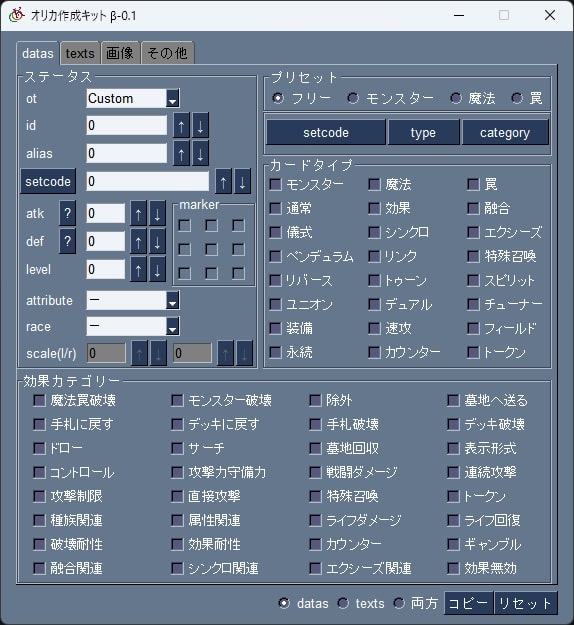 オリカ作成キット β-0.1
datas texts 画像 その他
ステータス
ot Custom
id 0 ↑ ↓
alias 0 ↑ ↓
setcode 0 ↑ ↓
atk ? 0 ↑ ↓ marker
def ? 0 ↑ ↓
level 0 ↑ ↓
attribute ー
race ー
scale(l/r) 0 ↑ ↓ 0 ↑ ↓
プリセット
フリー モンスター 魔法 罠
setcode type category
カードタイプ
モンスター 魔法 罠
通常 効果 融合
儀式 シンクロ エクシーズ
ペンデュラム リンク 特殊召喚
リバース トゥーン スピリット
ユニオン デュアル チューナー
装備 速攻 フィールド
永続 カウンター トークン
効果カテゴリー
魔法罠破壊 モンスター破壊 除外 墓地へ送る
手札に戻す デッキに戻す 手札破壊 デッキ破壊
ドロー サーチ 墓地回収 表示形式
コントロール 攻撃力守備力 戦闘ダメージ 連続攻撃
攻撃制限 直接攻撃 特殊召喚 トークン
種族関連 属性関連 ライフダメージ ライフ回復
破壊耐性 効果耐性 カウンター ギャンブル
融合関連 シンクロ関連 エクシーズ関連 効果無効
datas texts 両方 コピー リセット